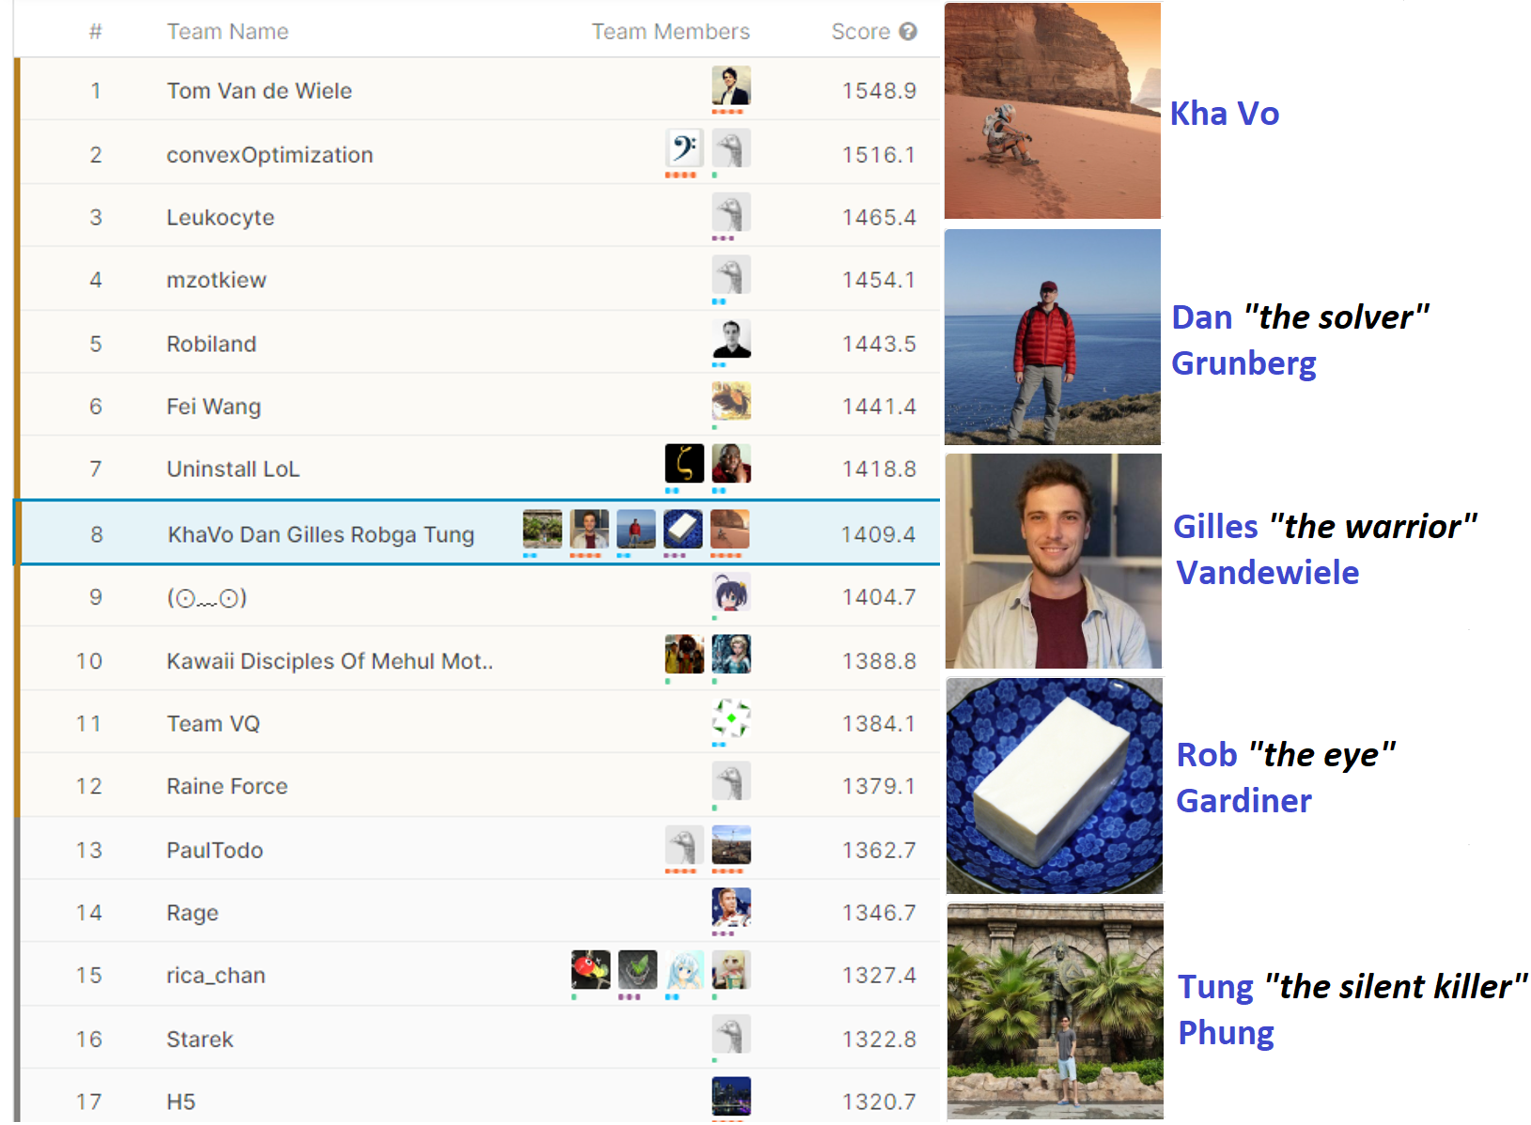 # Team Name Team Members Score ?
1 Tom Van de Wiele 1548.9
2 convexOptimization 1516.1
3 Leukocyte 1465.4
4 mzotkiew 1454.1
5 Robiland 1443.5
6 Fei Wang 1441.4
7 Uninstall LoL 1418.8
8 KhaVo Dan Gilles Robga Tung 1409.4
9 (⊙﹏⊙) 1404.7
10 Kawaii Disciples Of Mehul Mot.. 1388.8
11 Team VQ 1384.1
12 Raine Force 1379.1
13 PaulTodo 1362.7
14 Rage 1346.7
15 rica_chan 1327.4
16 Starek 1322.8
17 H5 1320.7
Kha Vo
Dan "the solver"
Grunberg
Gilles "the warrior"
Vandewiele
Rob "the eye"
Gardiner
Tung "the silent killer"
Phung